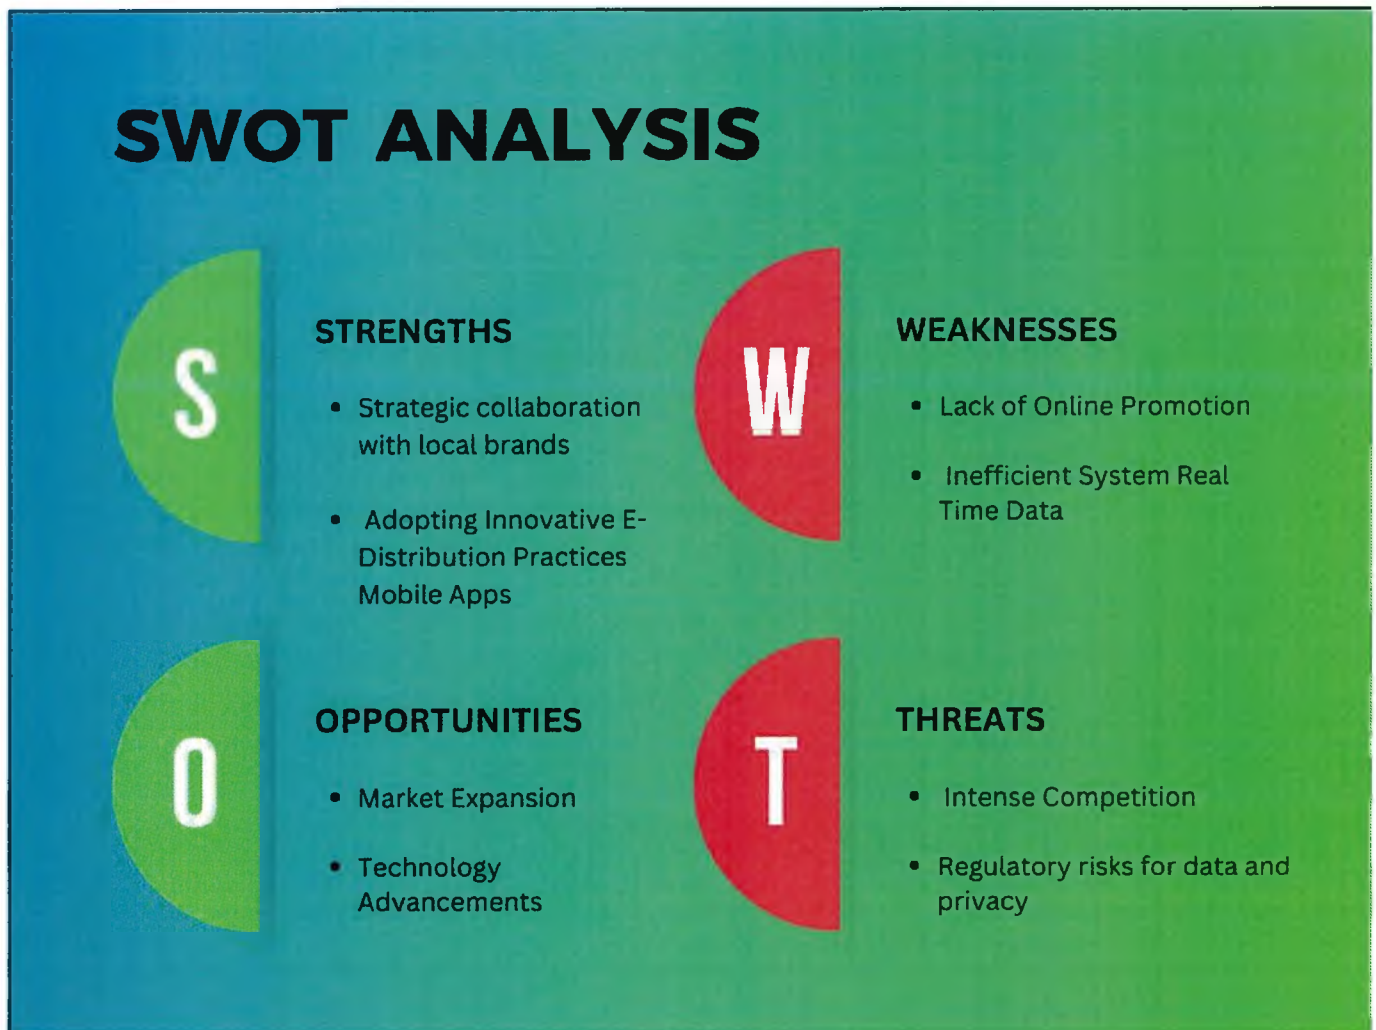 SWOT ANALYSIS
S
STRENGTHS
• Strategic collaboration
with local brands
• Adopting Innovative E-
Distribution Practices
Mobile Apps
W
WEAKNESSES
• Lack of Online Promotion
• Inefficient System Real
Time Data
O
OPPORTUNITIES
• Market Expansion
• Technology
Advancements
T
THREATS
• Intense Competition
• Regulatory risks for data and
privacy